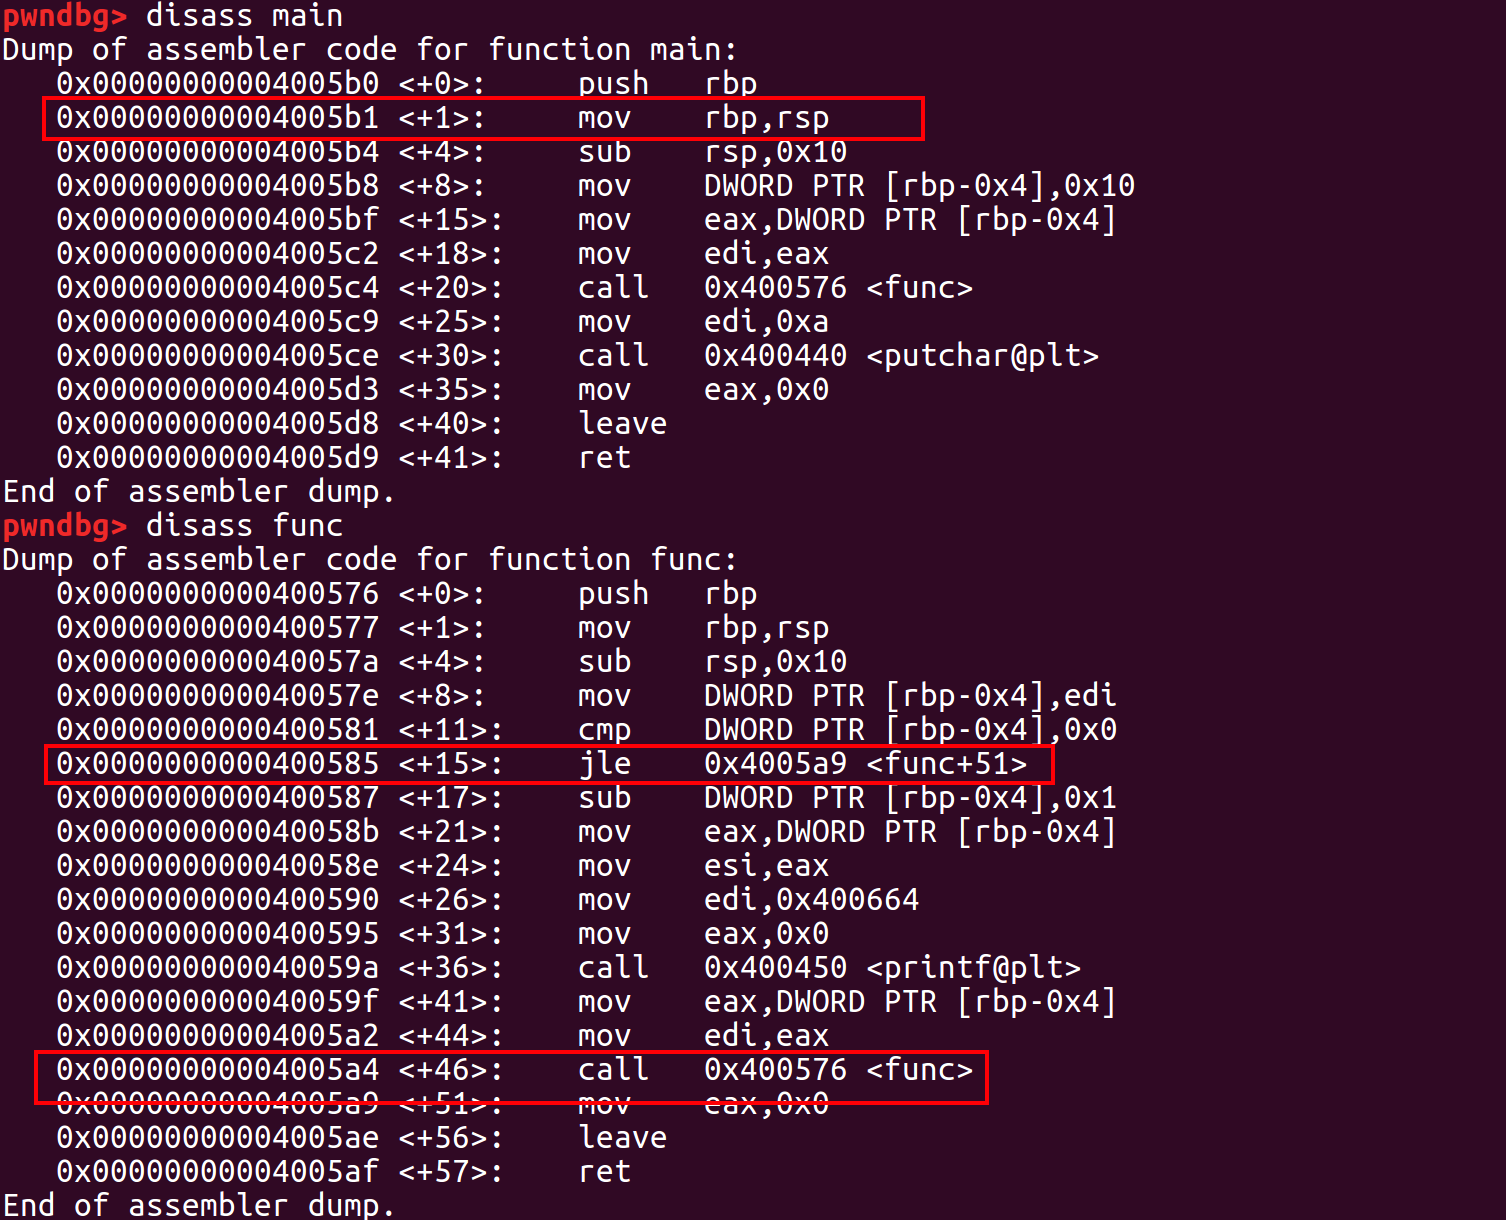 pwndbg> disass main
Dump of assembler code for function main:
   0x00000000004005b0 <+0>:     push   rbp
   0x00000000004005b1 <+1>:     mov    rbp,rsp
   0x00000000004005b4 <+4>:     sub    rsp,0x10
   0x00000000004005b8 <+8>:     mov    DWORD PTR [rbp-0x4],0x10
   0x00000000004005bf <+15>:    mov    eax,DWORD PTR [rbp-0x4]
   0x00000000004005c2 <+18>:    mov    edi,eax
   0x00000000004005c4 <+20>:    call   0x400576 <func>
   0x00000000004005c9 <+25>:    mov    edi,0xa
   0x00000000004005ce <+30>:    call   0x400440 <putchar@plt>
   0x00000000004005d3 <+35>:    mov    eax,0x0
   0x00000000004005d8 <+40>:    leave
   0x00000000004005d9 <+41>:    ret
End of assembler dump.
pwndbg> disass func
Dump of assembler code for function func:
   0x0000000000400576 <+0>:     push   rbp
   0x0000000000400577 <+1>:     mov    rbp,rsp
   0x000000000040057a <+4>:     sub    rsp,0x10
   0x000000000040057e <+8>:     mov    DWORD PTR [rbp-0x4],edi
   0x0000000000400581 <+11>:    cmp    DWORD PTR [rbp-0x4],0x0
   0x0000000000400585 <+15>:    jle    0x4005a9 <func+51>
   0x0000000000400587 <+17>:    sub    DWORD PTR [rbp-0x4],0x1
   0x000000000040058b <+21>:    mov    eax,DWORD PTR [rbp-0x4]
   0x000000000040058e <+24>:    mov    esi,eax
   0x0000000000400590 <+26>:    mov    edi,0x400664
   0x0000000000400595 <+31>:    mov    eax,0x0
   0x000000000040059a <+36>:    call   0x400450 <printf@plt>
   0x000000000040059f <+41>:    mov    eax,DWORD PTR [rbp-0x4]
   0x00000000004005a2 <+44>:    mov    edi,eax
   0x00000000004005a4 <+46>:    call   0x400576 <func>
   0x00000000004005a9 <+51>:    mov    eax,0x0
   0x00000000004005ae <+56>:    leave
   0x00000000004005af <+57>:    ret
End of assembler dump.